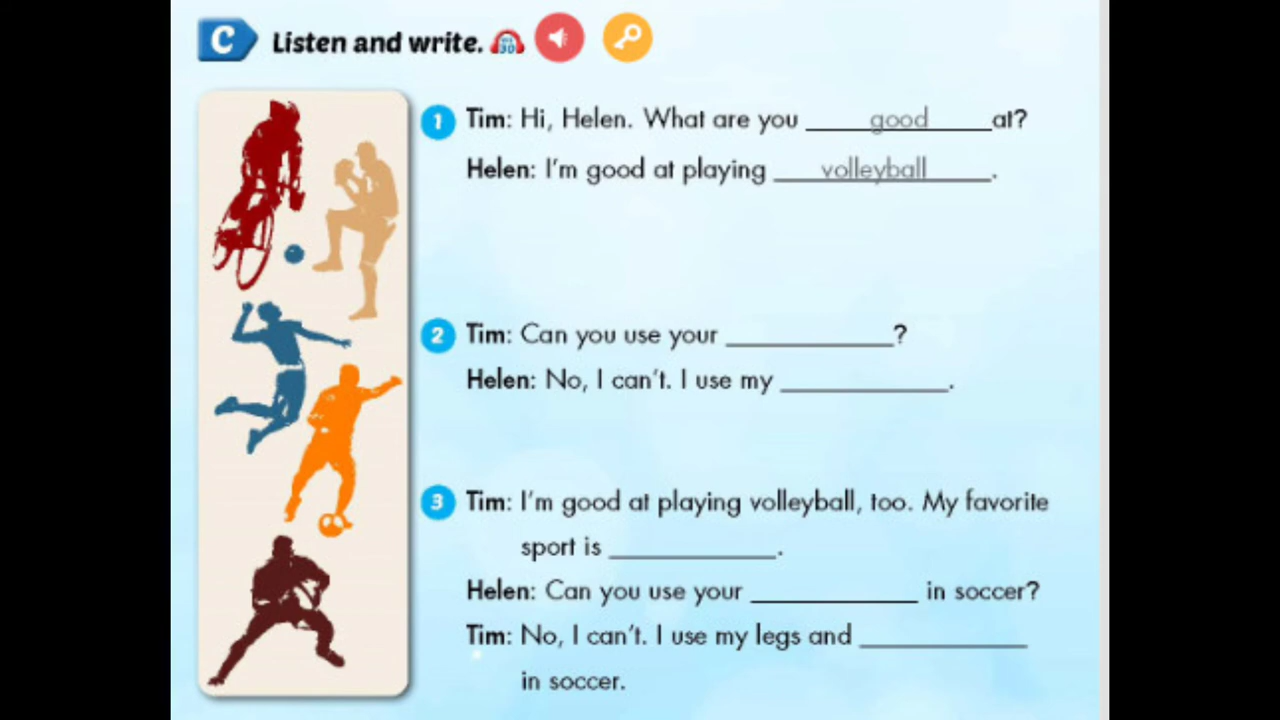 C Listen and write.
1 Tim: Hi, Helen. What are you ____good____ at?
Helen: I'm good at playing ____volleyball____.
2 Tim: Can you use your ____________?
Helen: No, I can't. I use my ____________.
3 Tim: I'm good at playing volleyball, too. My favorite
sport is ____________.
Helen: Can you use your ____________ in soccer?
Tim: No, I can't. I use my legs and ____________
in soccer.